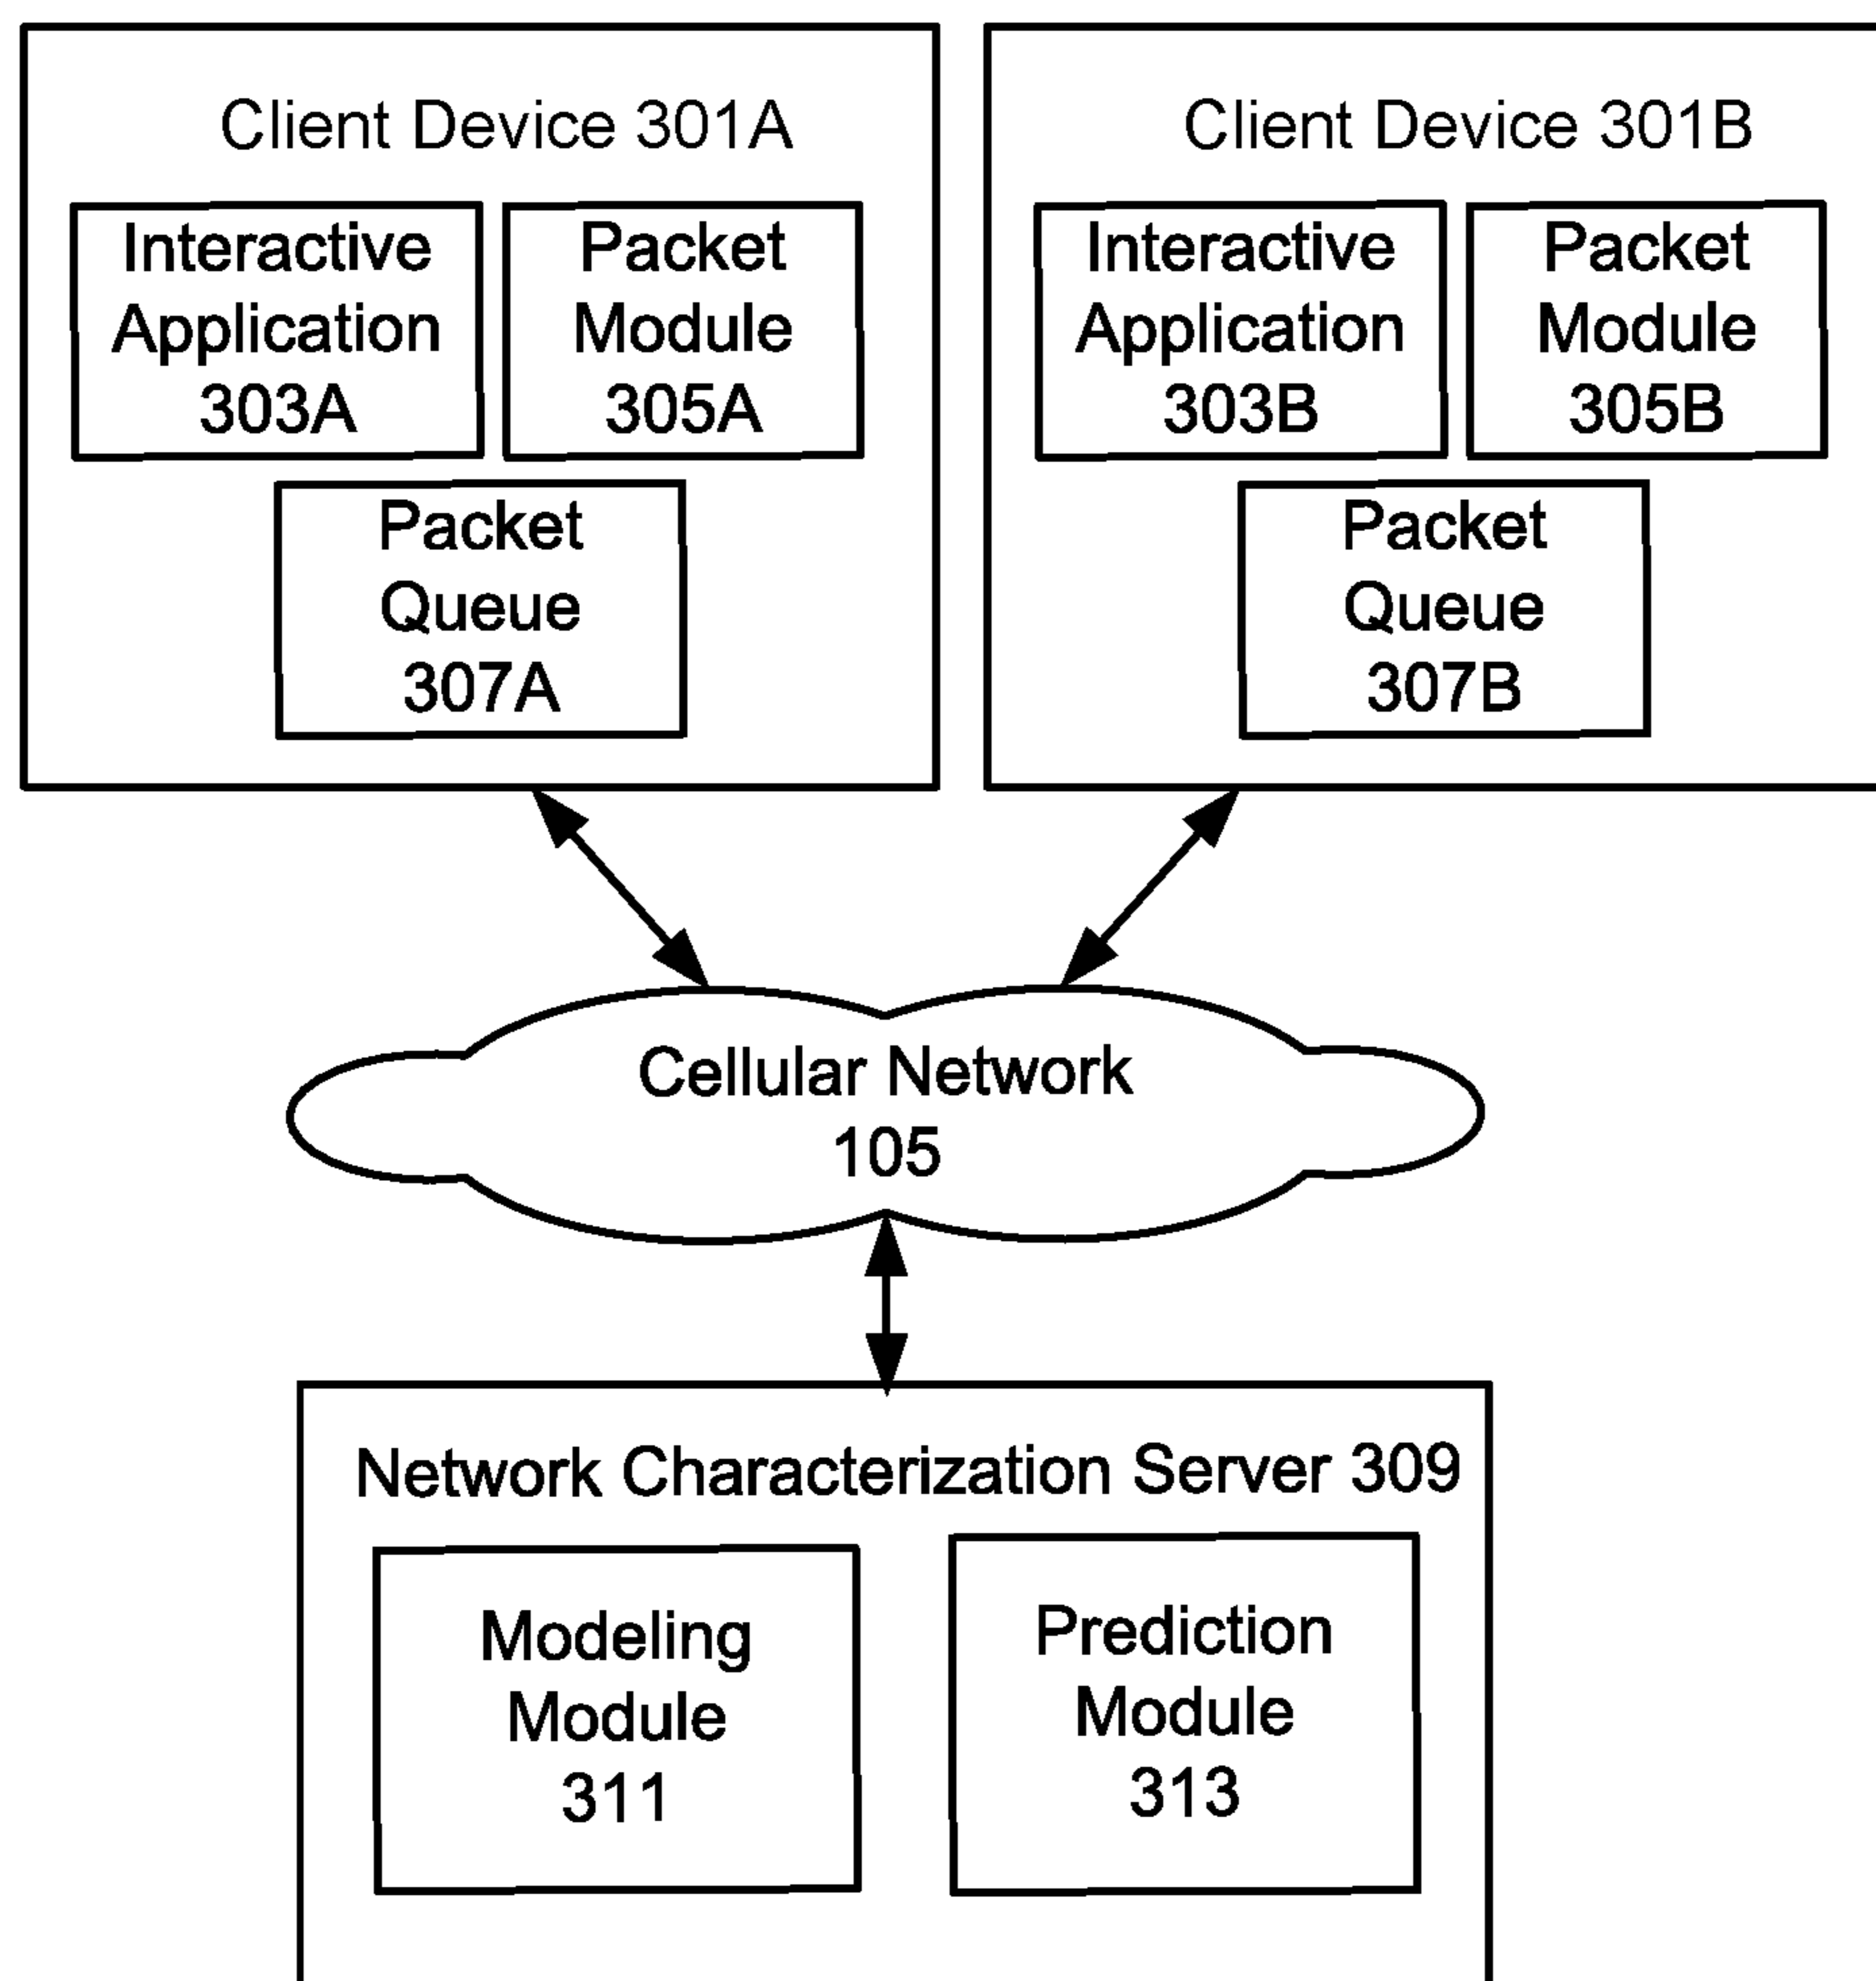 Client Device 301A
Interactive
Application
303A
Packet
Module
305A
Packet
Queue
307A
Client Device 301B
Interactive
Application
303B
Packet
Module
305B
Packet
Queue
307B
Cellular Network
105
Network Characterization Server 309
Modeling
Module
311
Prediction
Module
313